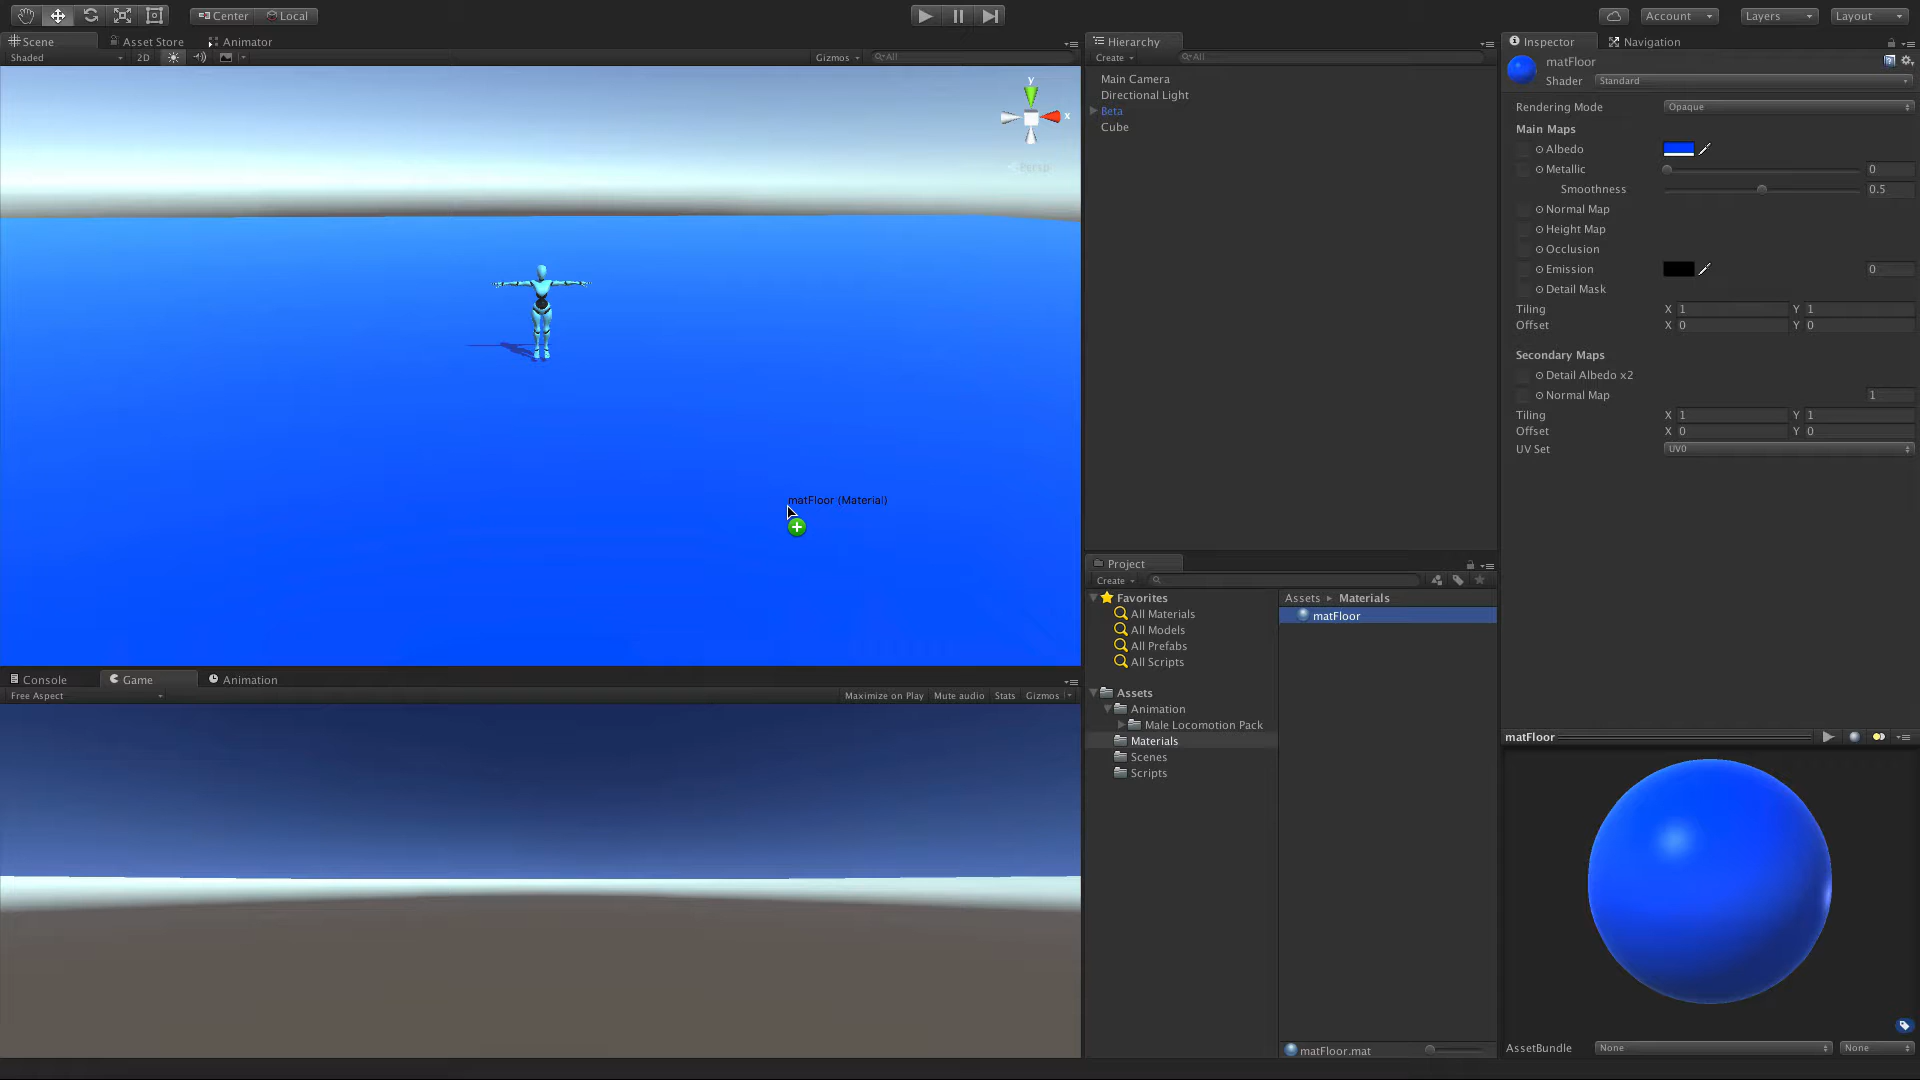 Center Local
Account Layers Layout
Scene Asset Store Animator
Shaded 2D Gizmos All
y
x
Persp
matFloor (Material)
Console Game Animation
Free Aspect Maximize on Play Mute audio Stats Gizmos
Hierarchy
Create All
Main Camera
Directional Light
Beta
Cube
Project
Create
Favorites
All Materials
All Models
All Prefabs
All Scripts
Assets
Animation
Male Locomotion Pack
Materials
Scenes
Scripts
Assets Materials
matFloor
matFloor.mat
Inspector Navigation
matFloor
Shader Standard
Rendering Mode Opaque
Main Maps
Albedo
Metallic 0
Smoothness 0.5
Normal Map
Height Map
Occlusion
Emission 0
Detail Mask
Tiling X 1 Y 1
Offset X 0 Y 0
Secondary Maps
Detail Albedo x2
Normal Map 1
Tiling X 1 Y 1
Offset X 0 Y 0
UV Set UV0
matFloor
AssetBundle None None